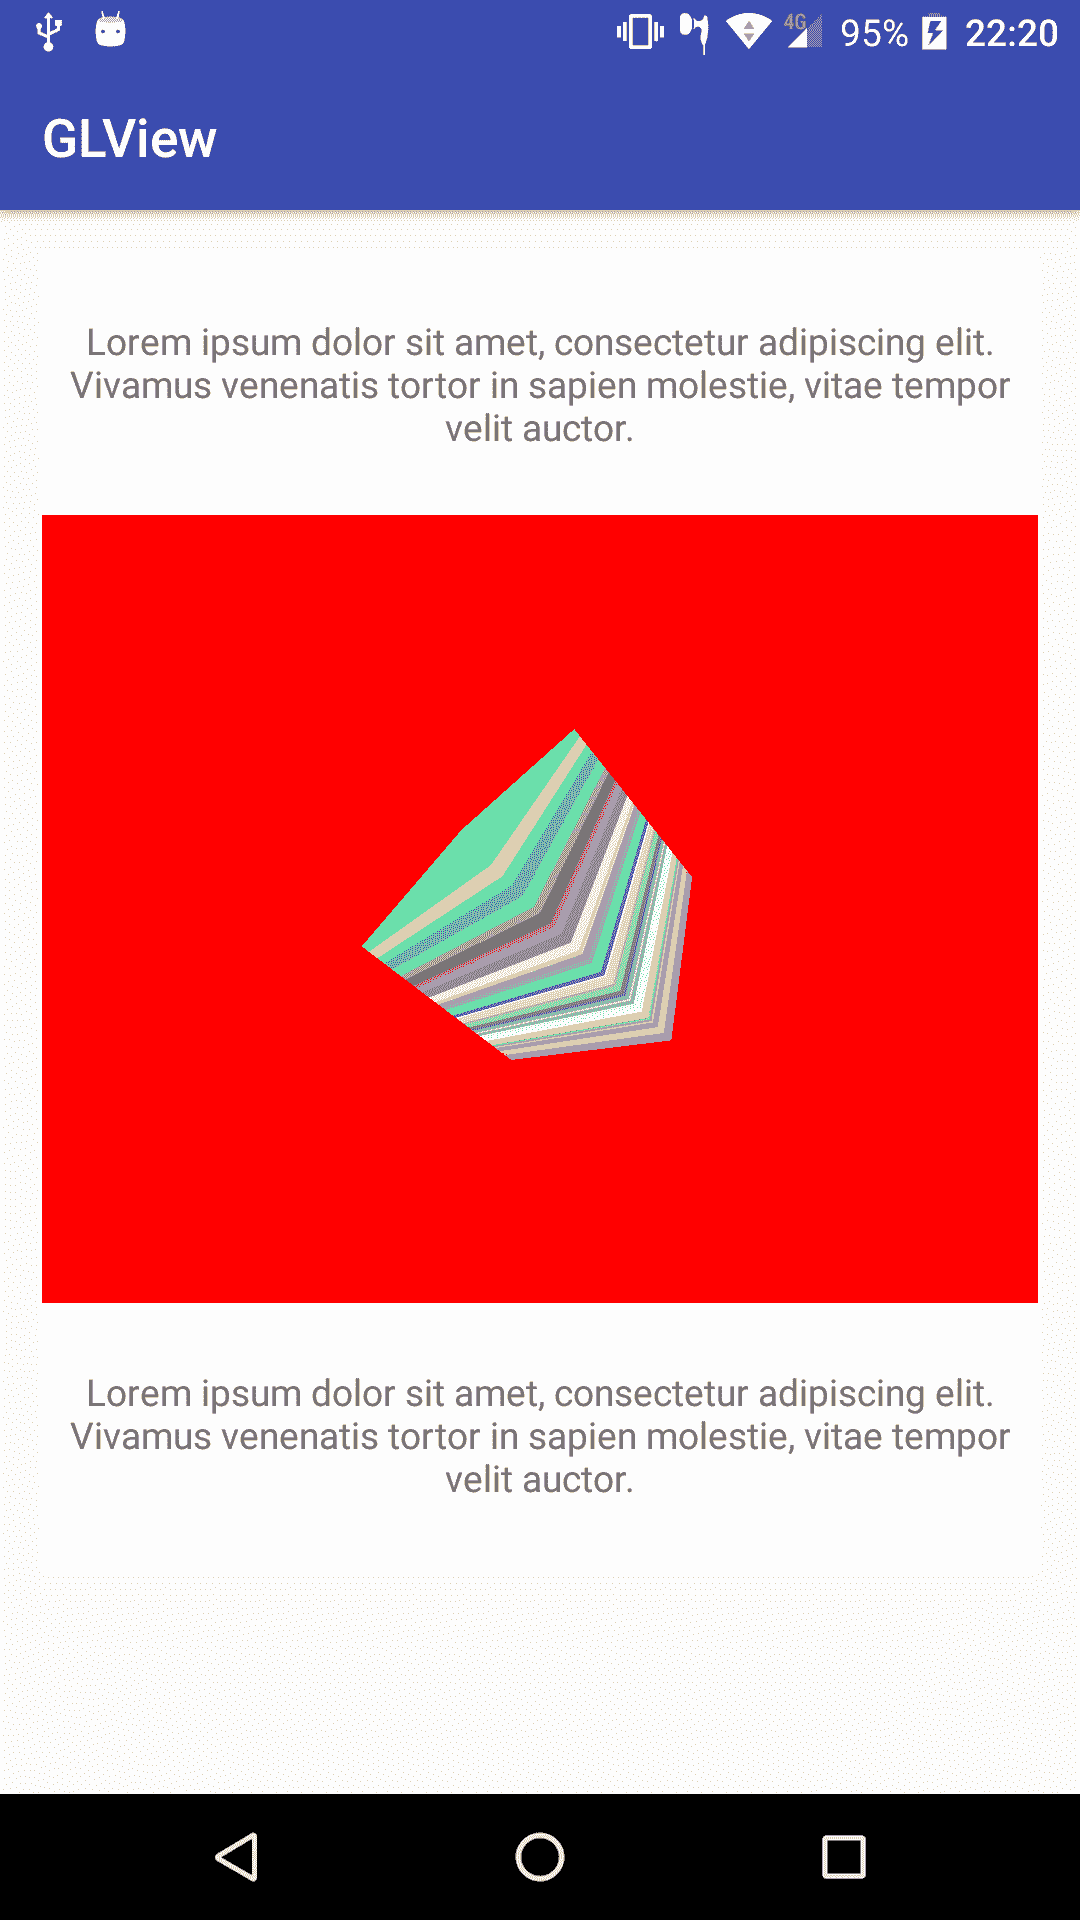 4G 95% 22:20
GLView
Lorem ipsum dolor sit amet, consectetur adipiscing elit.
Vivamus venenatis tortor in sapien molestie, vitae tempor
velit auctor.
Lorem ipsum dolor sit amet, consectetur adipiscing elit.
Vivamus venenatis tortor in sapien molestie, vitae tempor
velit auctor.